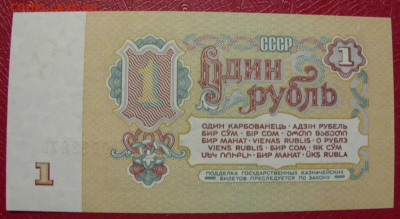 СССР
1
Один
1
рубль
ОДИН КАРБОВАНЕЦЬ · АДЗІН РУБЕЛЬ
БИР СЎМ · БІР СОМ · ᲔᲠᲗᲘ ᲛᲐᲜᲔᲗᲘ
БИР МАНАТ · VIENAS RUBLIS · О РУБЛЭ
VIENS RUBLIS · БИР СОМ · ЯК СЎМ
ՄԵԿ ՌՈՒԲԼԻ · БИР МАНАТ · ÜKS RUBLA
1
ПОДДЕЛКА ГОСУДАРСТВЕННЫХ КАЗНАЧЕЙСКИХ
БИЛЕТОВ ПРЕСЛЕДУЕТСЯ ПО ЗАКОНУ